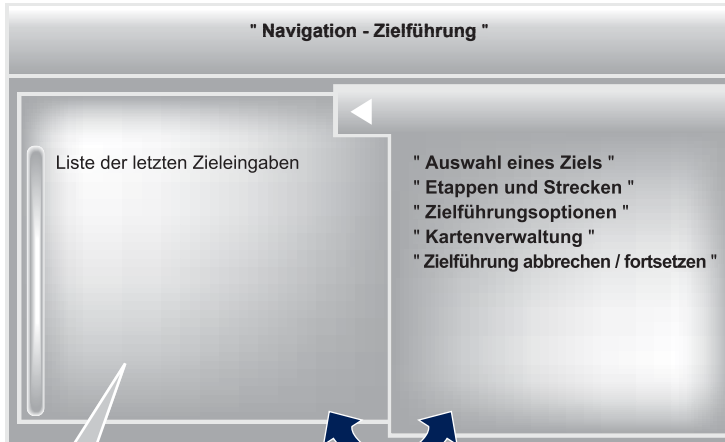 " Navigation - Zielführung "
Liste der letzten Zieleingaben
" Auswahl eines Ziels "
" Etappen und Strecken "
" Zielführungsoptionen "
" Kartenverwaltung "
" Zielführung abbrechen / fortsetzen "